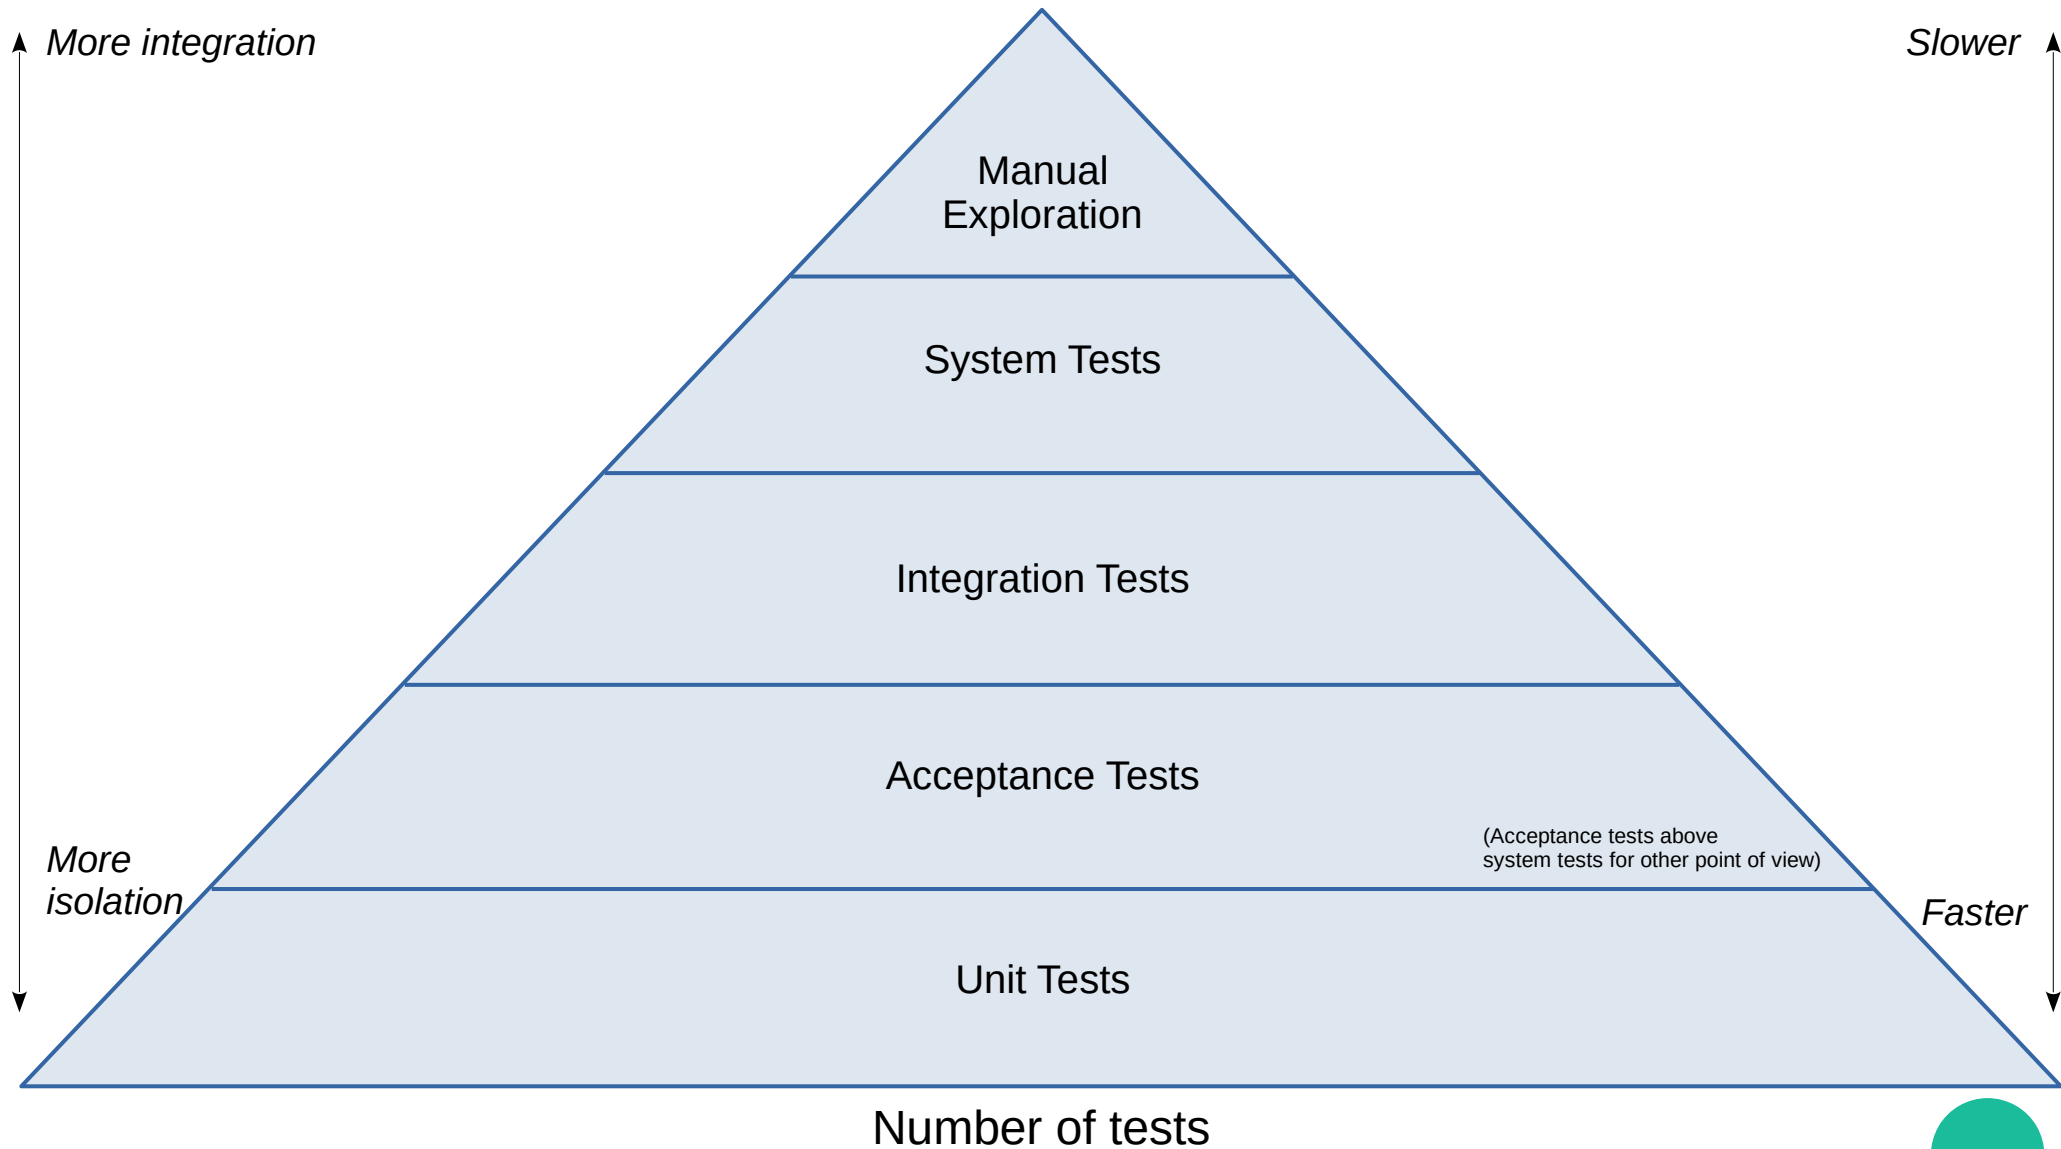 More integration
Slower
Manual
Exploration
System Tests
Integration Tests
Acceptance Tests
(Acceptance tests above
system tests for other point of view)
More
isolation
Faster
Unit Tests
Number of tests